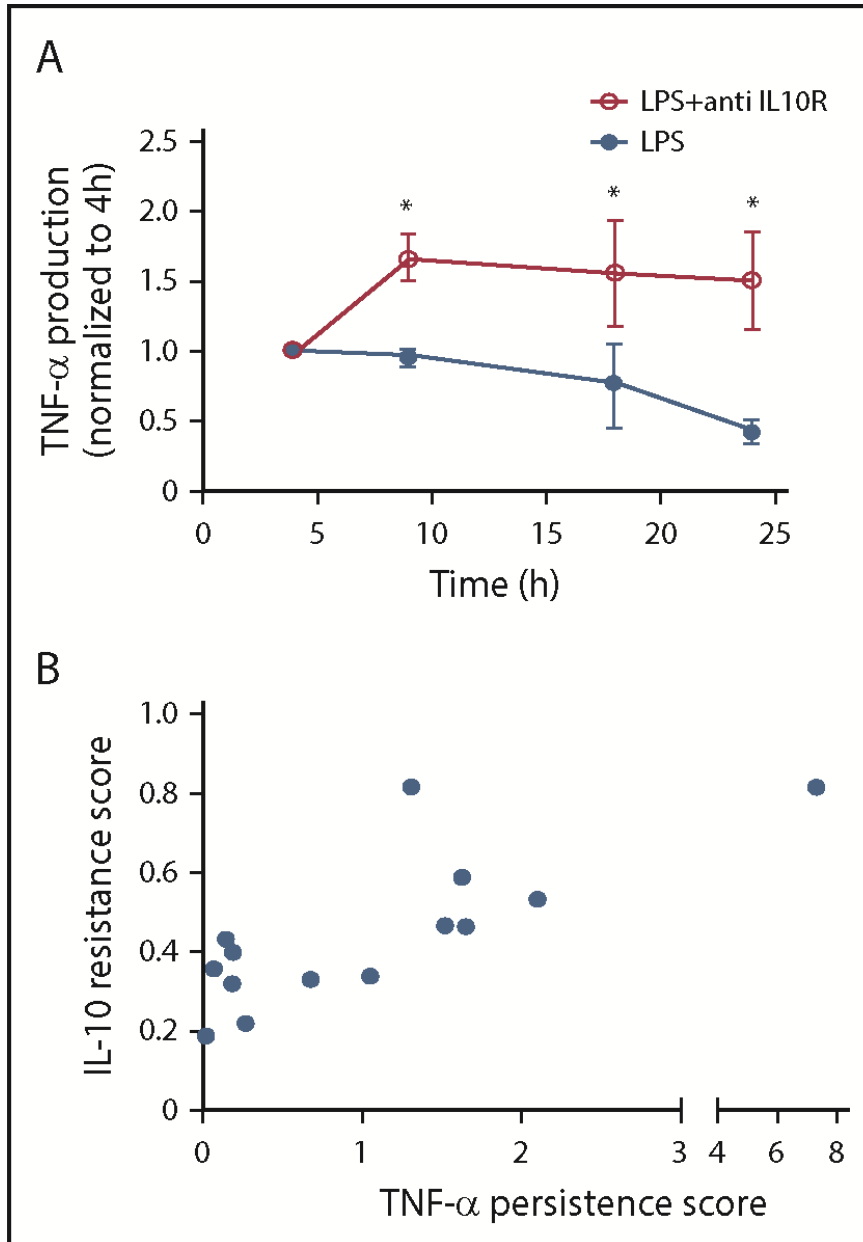 A
LPS+anti IL10R
LPS
TNF-α production
(normalized to 4h)
2.5
2.0
1.5
1.0
0.5
0
* * *
0 5 10 15 20 25
Time (h)
B
IL-10 resistance score
1.0
0.8
0.6
0.4
0.2
0
0 1 2 3 4 6 8
TNF-α persistence score